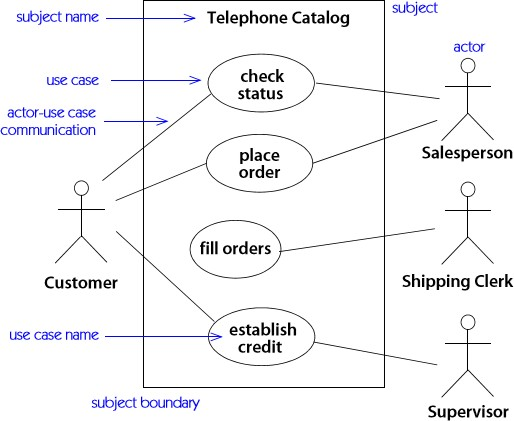 subject name
Telephone Catalog
subject
actor
use case
check
status
actor-use case
communication
Salesperson
place
order
Customer
fill orders
Shipping Clerk
use case name
establish
credit
subject boundary
Supervisor